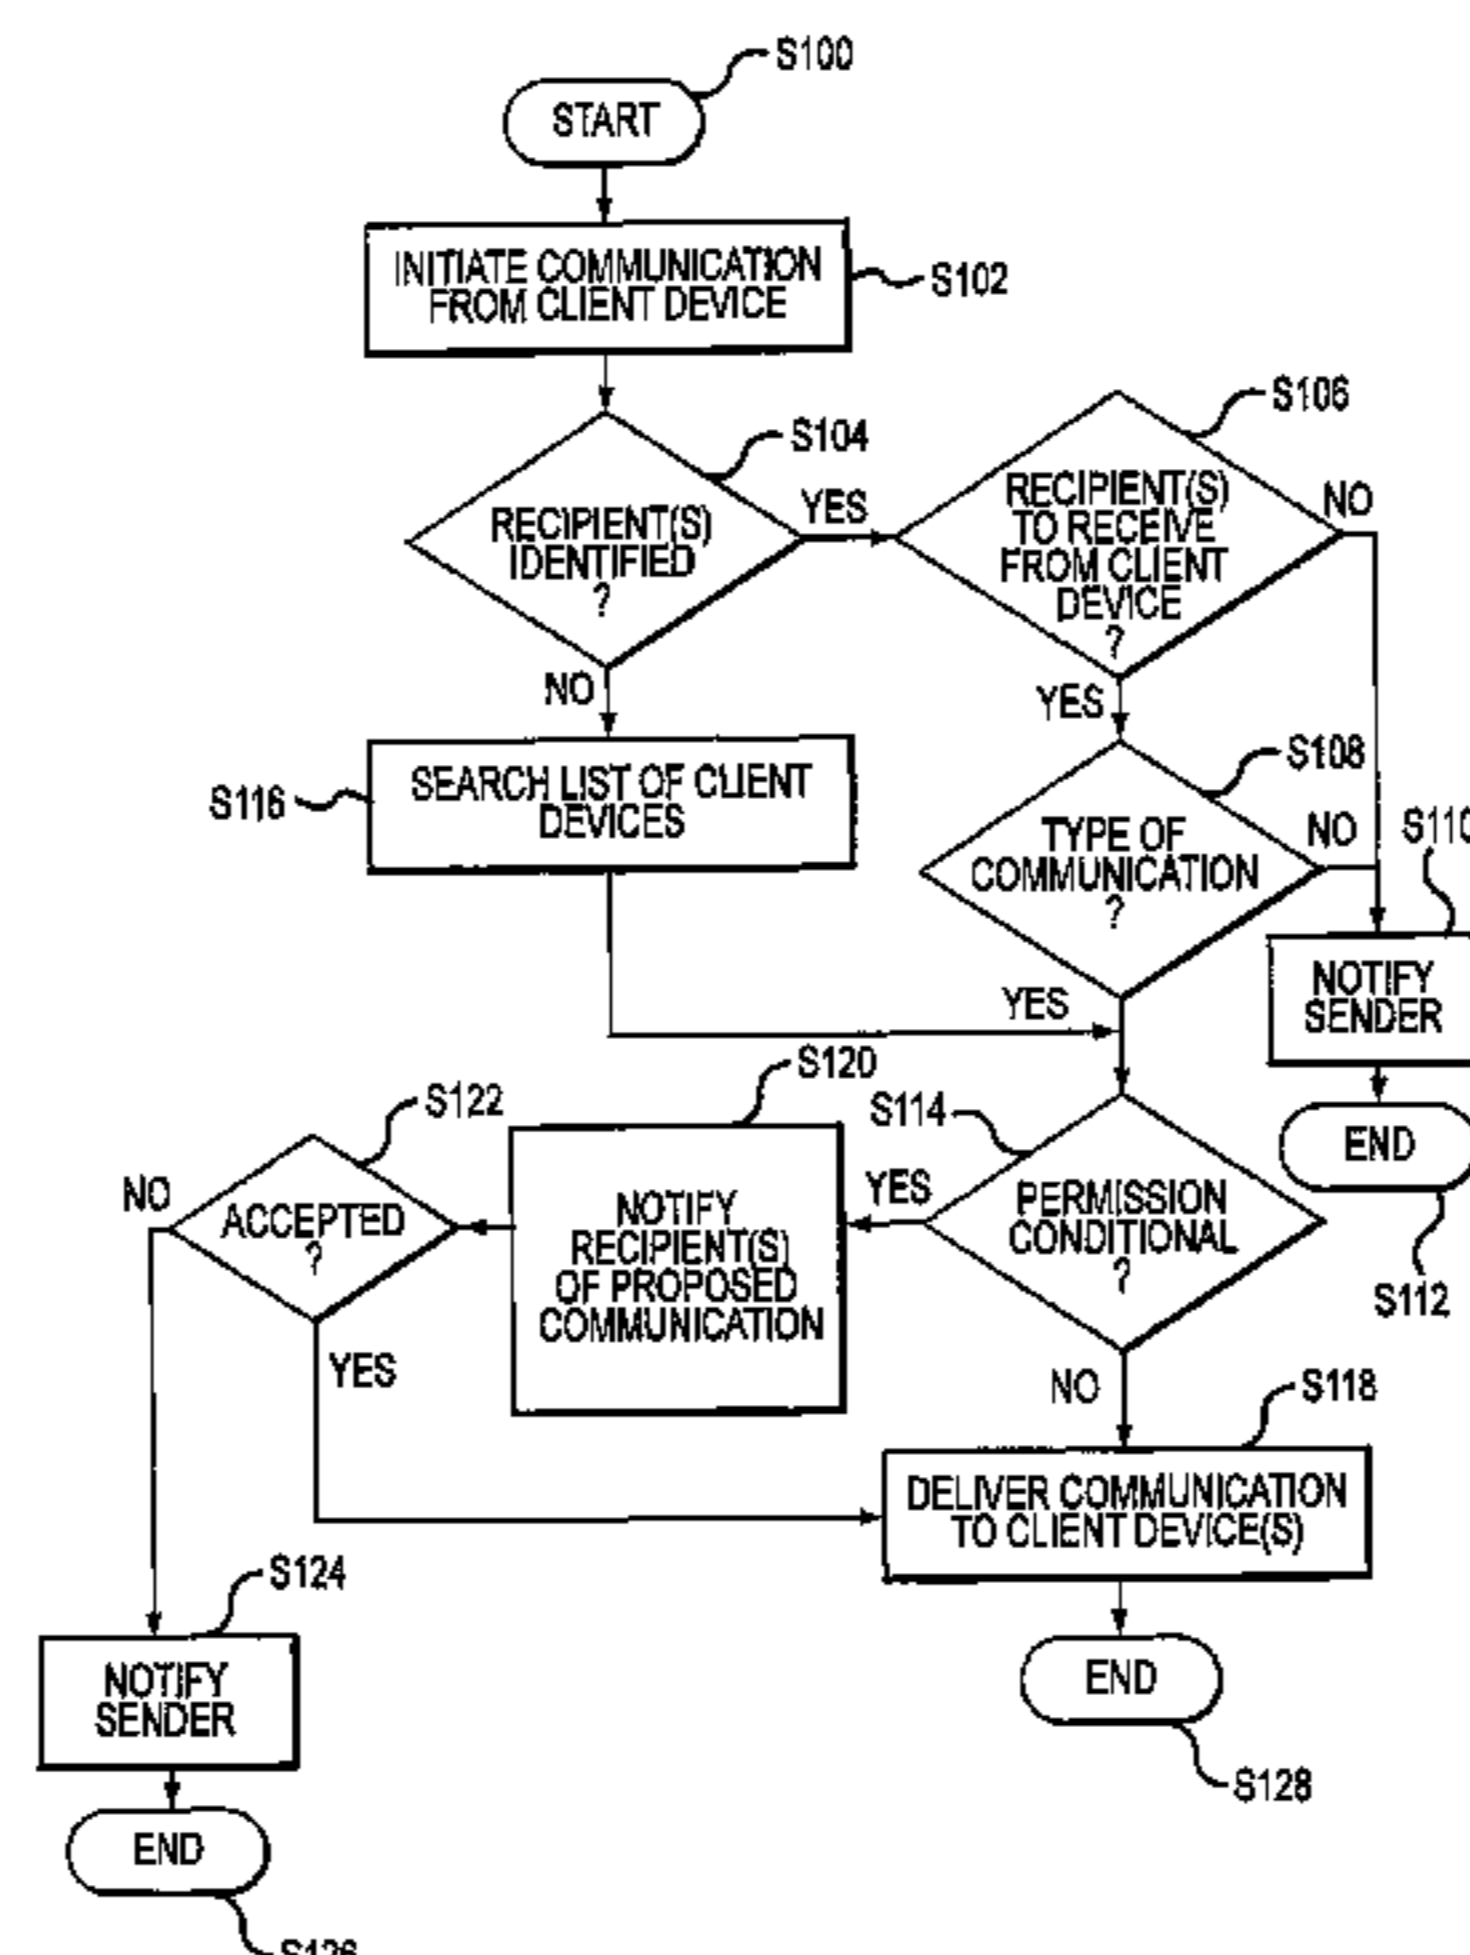 S100
START
INITIATE COMMUNICATION
FROM CLIENT DEVICE
S102
S104
RECIPIENT(S)
IDENTIFIED
?
YES
NO
S106
RECIPIENT(S)
TO RECEIVE
FROM CLIENT
DEVICE
?
NO
YES
S116
SEARCH LIST OF CLIENT
DEVICES
S108
TYPE OF
COMMUNICATION
?
NO
YES
S110
NOTIFY
SENDER
END
S112
S114
PERMISSION
CONDITIONAL
?
YES
NO
S120
NOTIFY
RECIPIENT(S)
OF PROPOSED
COMMUNICATION
S122
ACCEPTED
?
NO
YES
S118
DELIVER COMMUNICATION
TO CLIENT DEVICE(S)
END
S128
S124
NOTIFY
SENDER
END
S126